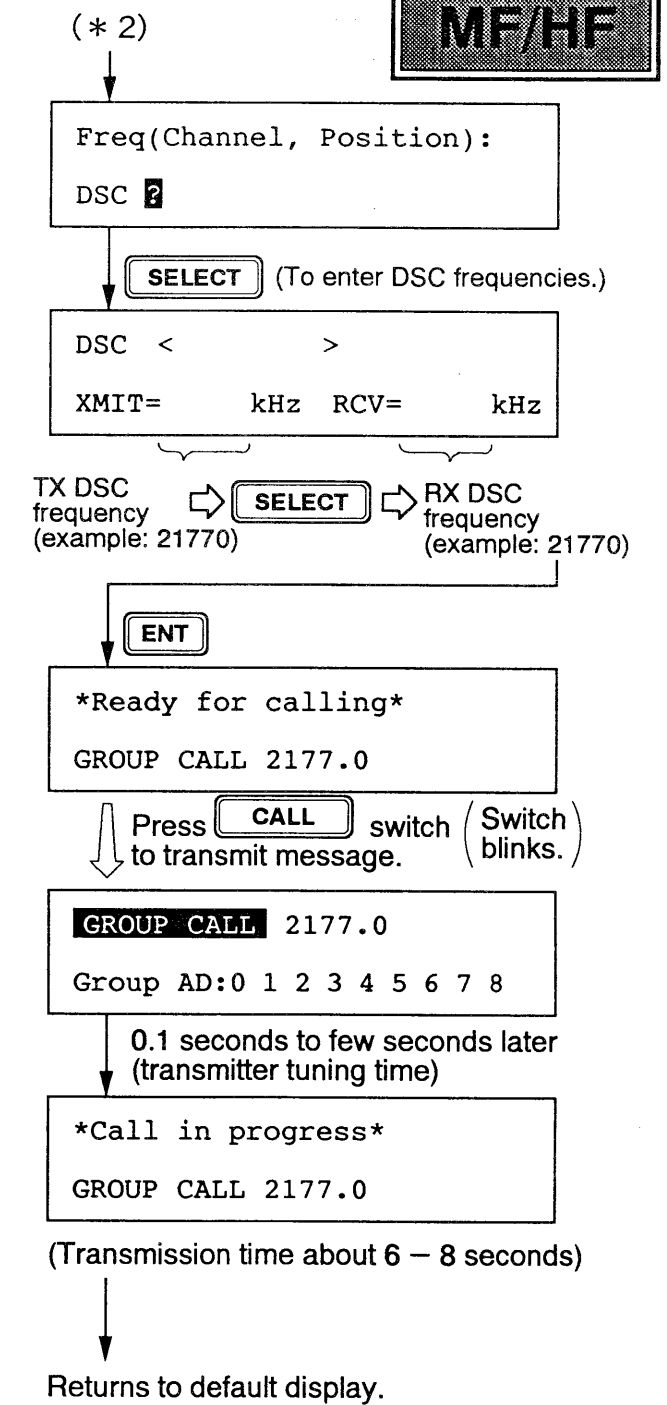 (* 2)
MF/HF
Freq(Channel, Position):
DSC ?
SELECT (To enter DSC frequencies.)
DSC < >
XMIT= kHz RCV= kHz
TX DSC
frequency
(example: 21770)
SELECT
RX DSC
frequency
(example: 21770)
ENT
*Ready for calling*
GROUP CALL 2177.0
Press CALL switch (Switch blinks.)
to transmit message.
GROUP CALL 2177.0
Group AD:0 1 2 3 4 5 6 7 8
0.1 seconds to few seconds later
(transmitter tuning time)
*Call in progress*
GROUP CALL 2177.0
(Transmission time about 6 – 8 seconds)
Returns to default display.